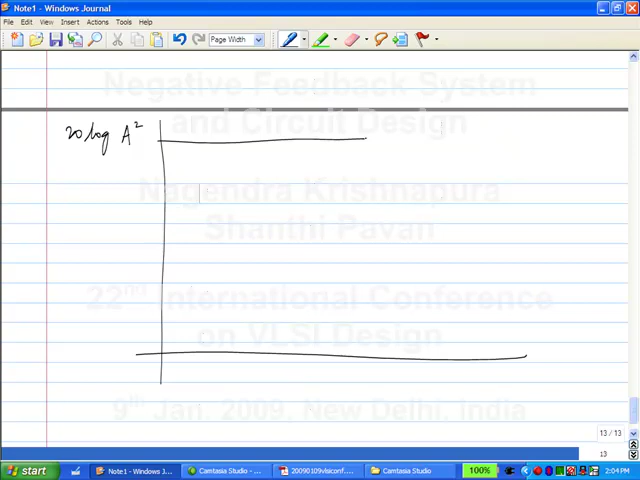 Note1 - Windows Journal
File Edit View Insert Actions Tools Help
Page Width
Negative Feedback System
and Circuit Design
20 log A²
Nagendra Krishnapura
Shanthi Pavan
22nd International Conference
on VLSI Design
9th Jan. 2009, New Delhi, India
13 / 13
13
start
Note1 - Windows J...
Camtasia Studio - ...
20090109vlsiconf....
Camtasia Studio
100%
2:04 PM